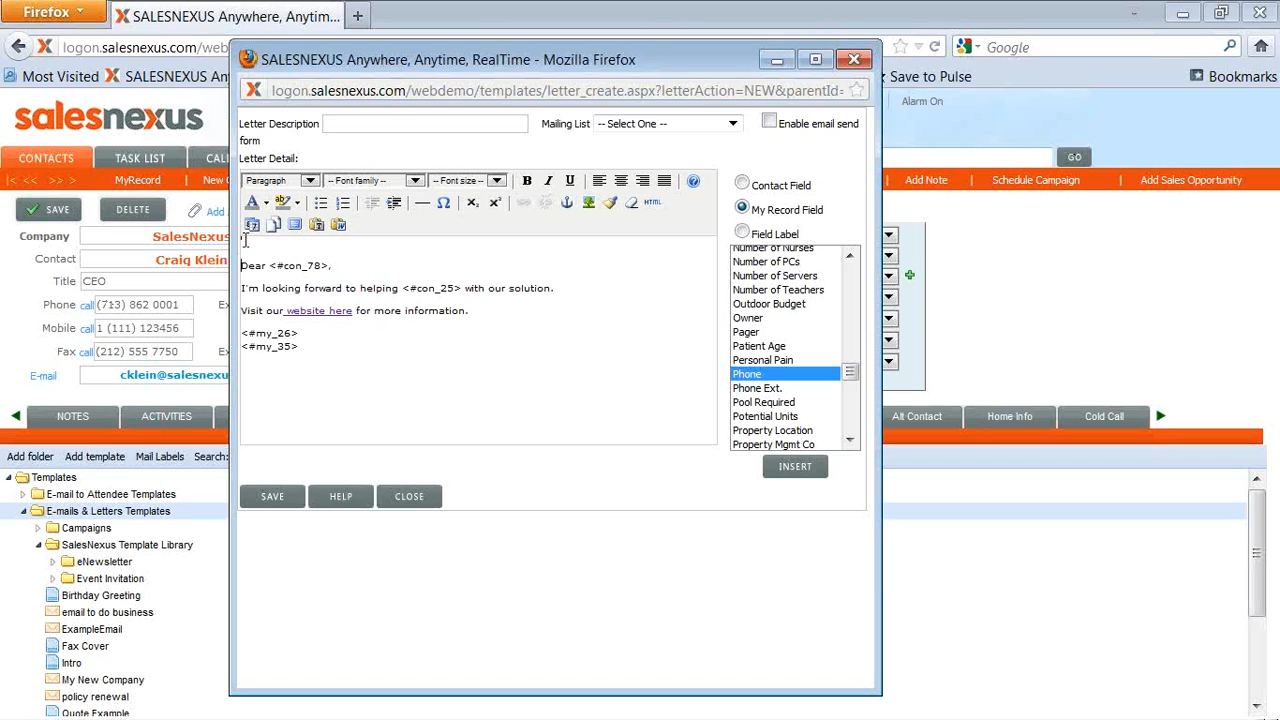 Firefox
SALESNEXUS Anywhere, Anytim...
logon.salesnexus.com/web
Google
Most Visited
SALESNEXUS An
Save to Pulse
Bookmarks
salesnexus
Alarm On
GO
CONTACTS
TASK LIST
CAL
<< < > >>
MyRecord
New C
Add Note
Schedule Campaign
Add Sales Opportunity
SAVE
DELETE
Add
Company
SalesNexus
Contact
Craig Klein
Title
CEO
Phone
call
(713) 862 0001
Ex
Mobile
call
1 (111) 123456
Fax
call
(212) 555 7750
Ex
E-mail
cklein@salesnexus
NOTES
ACTIVITIES
Alt Contact
Home Info
Cold Call
Add folder
Add template
Mail Labels
Search:
Templates
E-mail to Attendee Templates
E-mails & Letters Templates
Campaigns
SalesNexus Template Library
eNewsletter
Event Invitation
Birthday Greeting
email to do business
ExampleEmail
Fax Cover
Intro
My New Company
policy renewal
Quote Example
SALESNEXUS Anywhere, Anytime, RealTime - Mozilla Firefox
logon.salesnexus.com/webdemo/templates/letter_create.aspx?letterAction=NEW&parentId=
Letter Description
Mailing List
-- Select One --
Enable email send
form
Letter Detail:
Paragraph
-- Font family --
-- Font size --
B I U
HTML
Dear <#con_78>,
I'm looking forward to helping <#con_25> with our solution.
Visit our website here for more information.
<#my_26>
<#my_35>
Contact Field
My Record Field
Field Label
Number of Nurses
Number of PCs
Number of Servers
Number of Teachers
Outdoor Budget
Owner
Pager
Patient Age
Personal Pain
Phone
Phone Ext.
Pool Required
Potential Units
Property Location
Property Mgmt Co
INSERT
SAVE
HELP
CLOSE